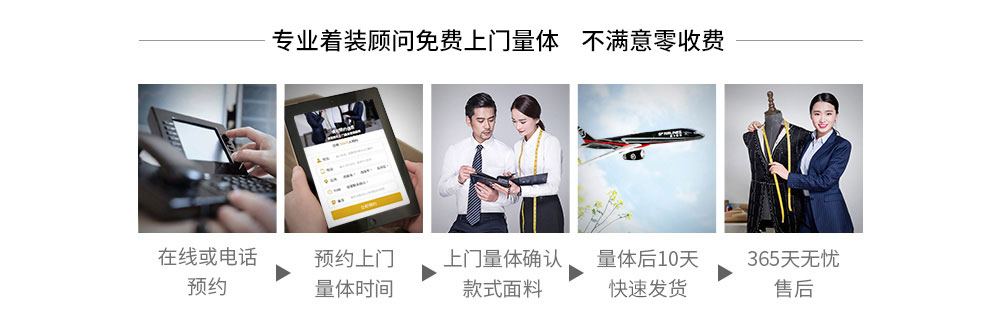 专业着装顾问免费上门量体 不满意零收费
在线或电话
预约
预约上门
量体时间
上门量体确认
款式面料
量体后10天
快速发货
365天无忧
售后